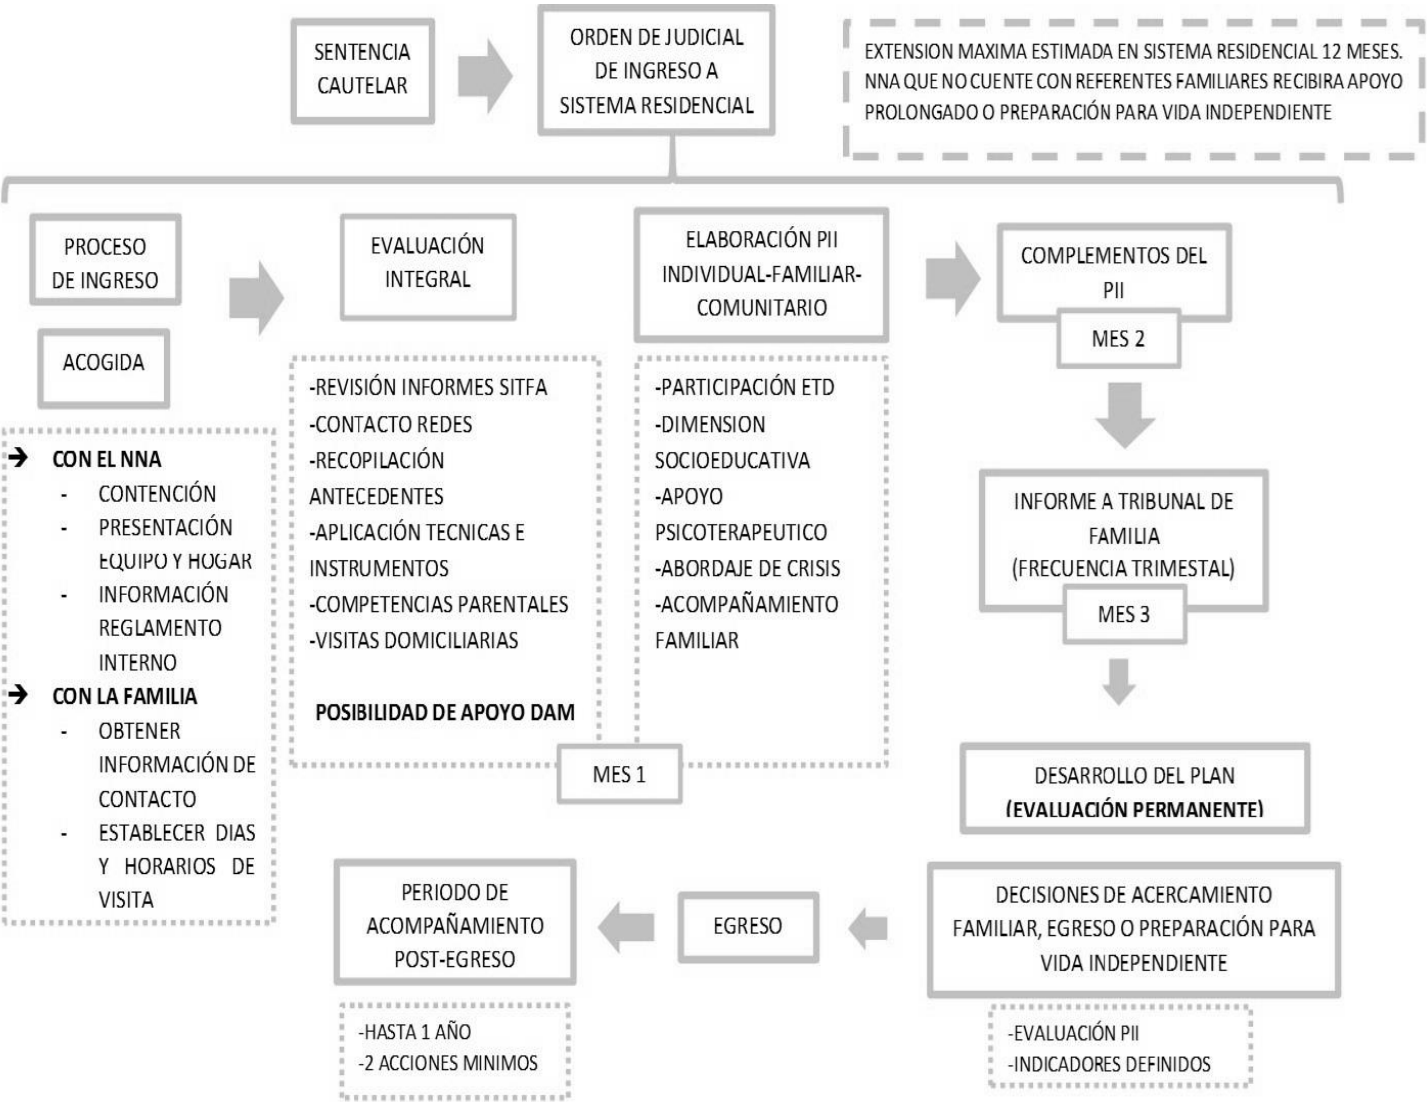 SENTENCIA
CAUTELAR
ORDEN DE JUDICIAL
DE INGRESO A
SISTEMA RESIDENCIAL
EXTENSION MAXIMA ESTIMADA EN SISTEMA RESIDENCIAL 12 MESES.
NNA QUE NO CUENTE CON REFERENTES FAMILIARES RECIBIRA APOYO
PROLONGADO O PREPARACIÓN PARA VIDA INDEPENDIENTE
PROCESO
DE INGRESO
ACOGIDA
➔ CON EL NNA
- CONTENCIÓN
- PRESENTACIÓN
EQUIPO Y HOGAR
- INFORMACIÓN
REGLAMENTO
INTERNO
➔ CON LA FAMILIA
- OBTENER
INFORMACIÓN DE
CONTACTO
- ESTABLECER DIAS
Y HORARIOS DE
VISITA
EVALUACIÓN
INTEGRAL
-REVISIÓN INFORMES SITFA
-CONTACTO REDES
-RECOPILACIÓN
ANTECEDENTES
-APLICACIÓN TECNICAS E
INSTRUMENTOS
-COMPETENCIAS PARENTALES
-VISITAS DOMICILIARIAS
POSIBILIDAD DE APOYO DAM
ELABORACIÓN PII
INDIVIDUAL-FAMILIAR-
COMUNITARIO
-PARTICIPACIÓN ETD
-DIMENSION
SOCIOEDUCATIVA
-APOYO
PSICOTERAPEUTICO
-ABORDAJE DE CRISIS
-ACOMPAÑAMIENTO
FAMILIAR
MES 1
COMPLEMENTOS DEL
PII
MES 2
INFORME A TRIBUNAL DE
FAMILIA
(FRECUENCIA TRIMESTAL)
MES 3
DESARROLLO DEL PLAN
(EVALUACIÓN PERMANENTE)
DECISIONES DE ACERCAMIENTO
FAMILIAR, EGRESO O PREPARACIÓN PARA
VIDA INDEPENDIENTE
-EVALUACIÓN PII
-INDICADORES DEFINIDOS
EGRESO
PERIODO DE
ACOMPAÑAMIENTO
POST-EGRESO
-HASTA 1 AÑO
-2 ACCIONES MINIMOS